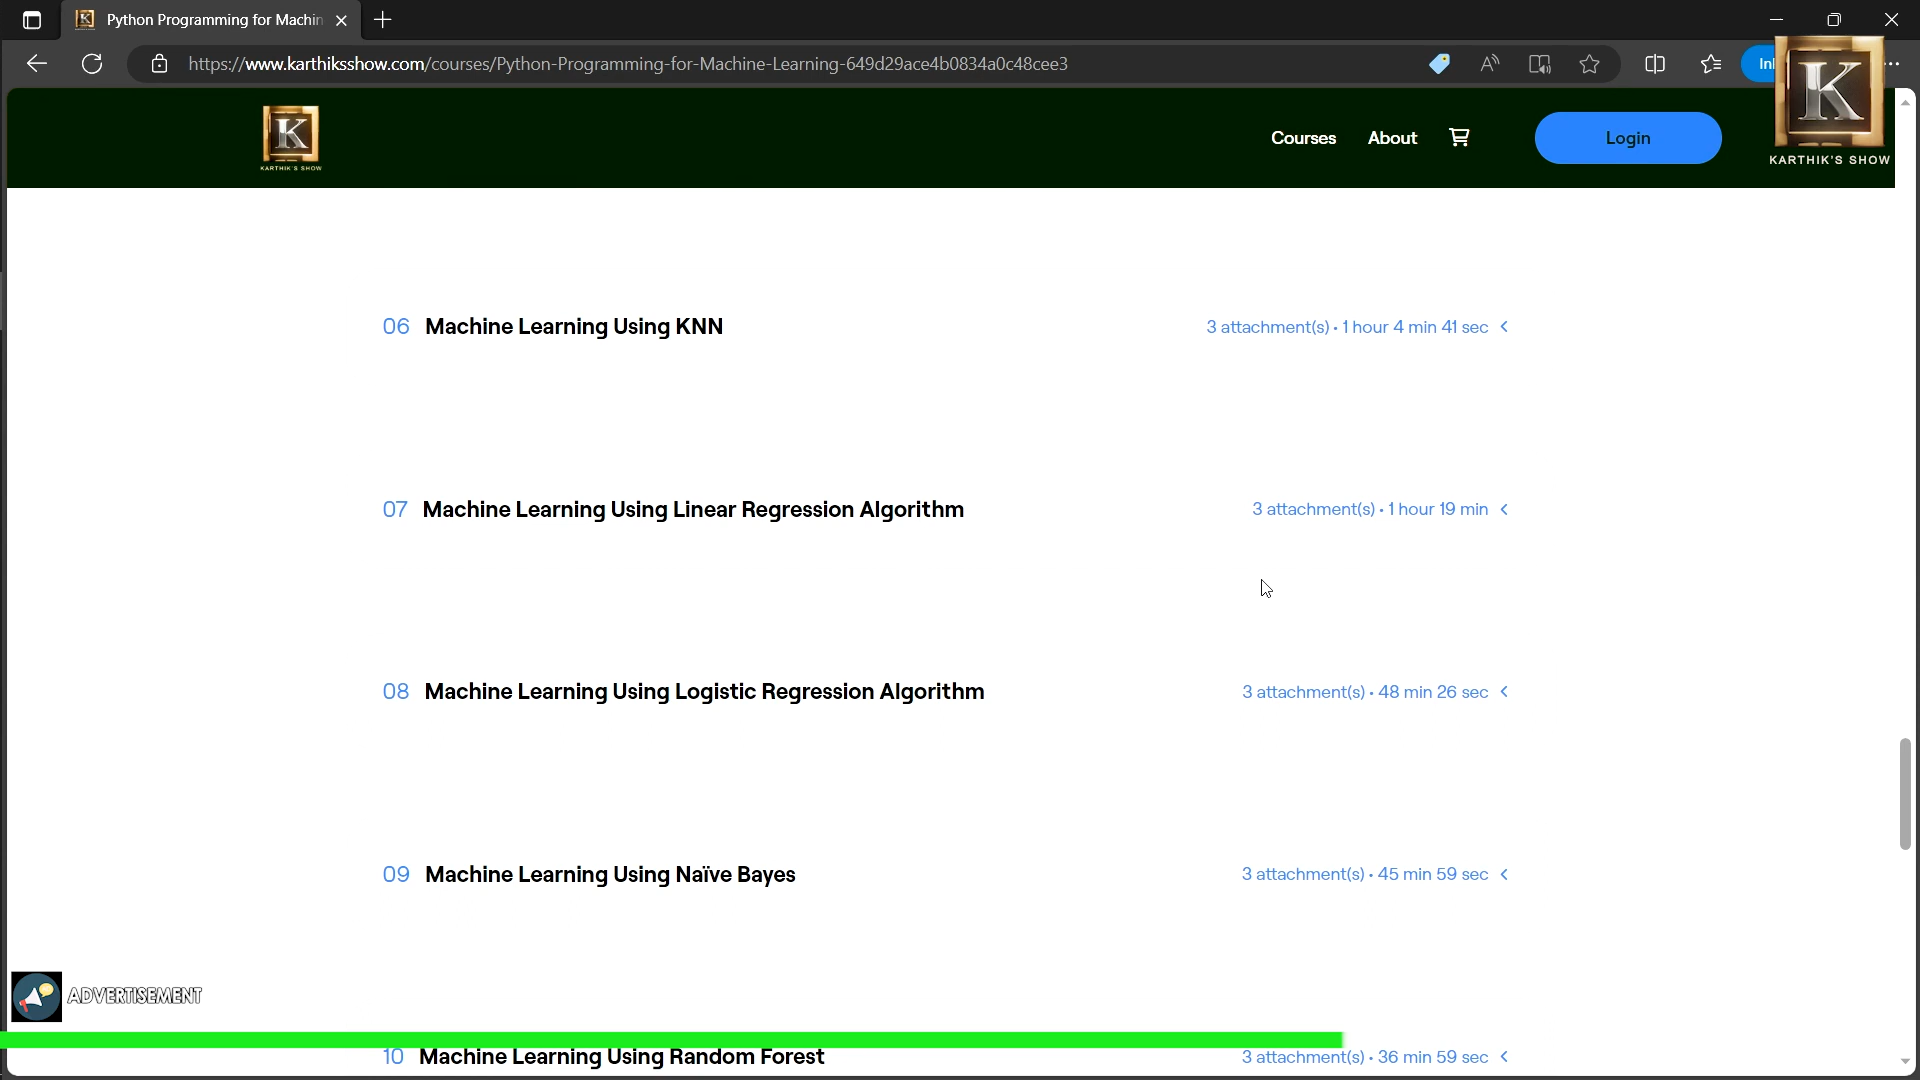 Python Programming for Machin
https://www.karthiksshow.com/courses/Python-Programming-for-Machine-Learning-649d29ace4b0834a0c48cee3
K
KARTHIK'S SHOW
Courses
About
Login
K
KARTHIK'S SHOW
06 Machine Learning Using KNN
3 attachment(s) • 1 hour 4 min 41 sec
07 Machine Learning Using Linear Regression Algorithm
3 attachment(s) • 1 hour 19 min
08 Machine Learning Using Logistic Regression Algorithm
3 attachment(s) • 48 min 26 sec
09 Machine Learning Using Naïve Bayes
3 attachment(s) • 45 min 59 sec
ADVERTISEMENT
10 Machine Learning Using Random Forest
3 attachment(s) • 36 min 59 sec